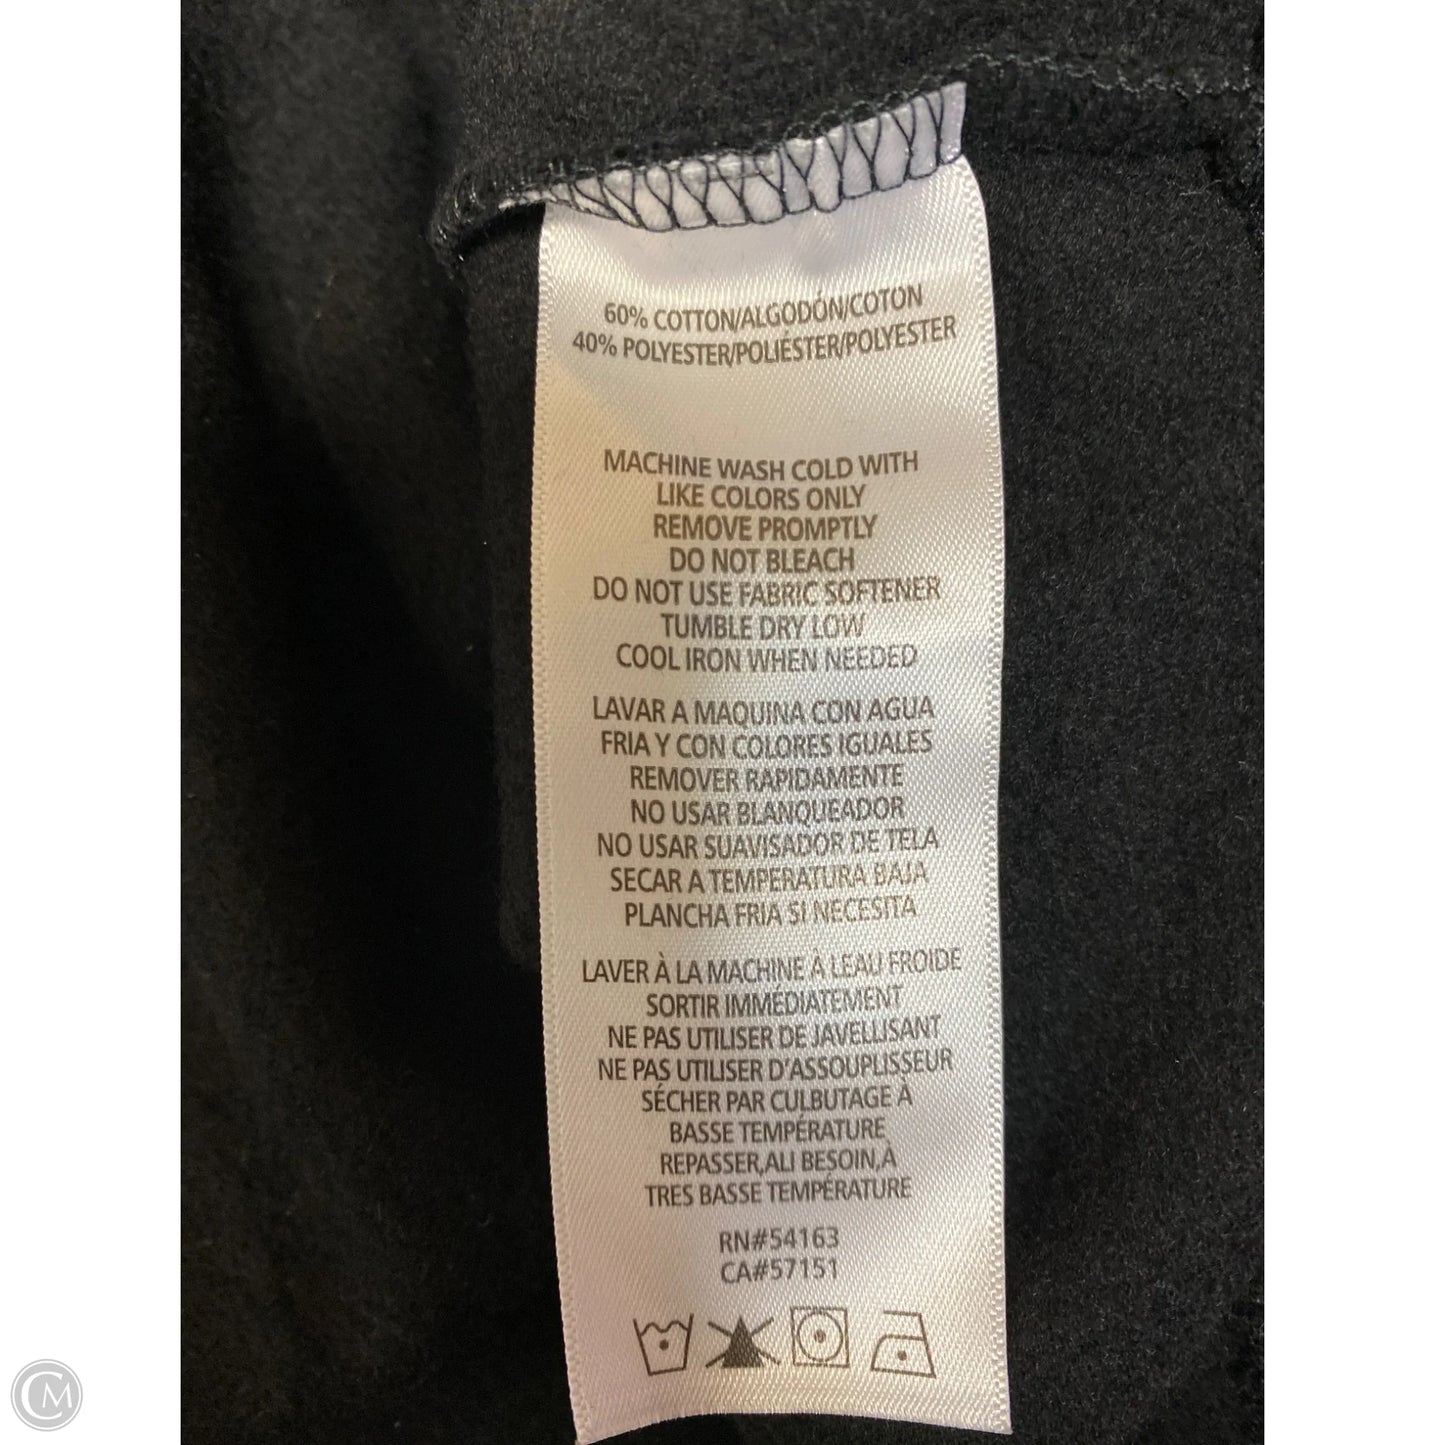 60% COTTON/ALGODÓN/COTON
40% POLYESTER/POLIÉSTER/POLYESTER
MACHINE WASH COLD WITH
LIKE COLORS ONLY
REMOVE PROMPTLY
DO NOT BLEACH
DO NOT USE FABRIC SOFTENER
TUMBLE DRY LOW
COOL IRON WHEN NEEDED
LAVAR A MAQUINA CON AGUA
FRIA Y CON COLORES IGUALES
REMOVER RAPIDAMENTE
NO USAR BLANQUEADOR
NO USAR SUAVISADOR DE TELA
SECAR A TEMPERATURA BAJA
PLANCHA FRIA SI NECESITA
LAVER À LA MACHINE À LEAU FROIDE
SORTIR IMMÉDIATEMENT
NE PAS UTILISER DE JAVELLISANT
NE PAS UTILISER D'ASSOUPLISSEUR
SÉCHER PAR CULBUTAGE À
BASSE TEMPÉRATURE
REPASSER,ALI BESOIN,À
TRES BASSE TEMPÉRATURE
RN#54163
CA#57151
CM